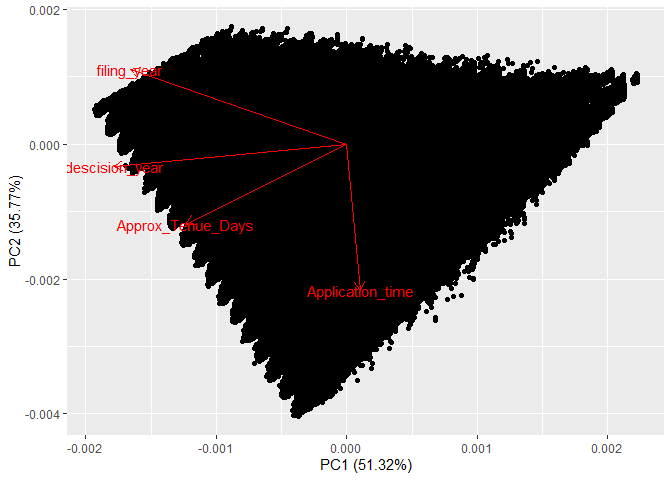 0.002
filing_year
0.000
descision_year
Approx_Tenue_Days
-0.002
Application_time
-0.004
PC2 (35.77%)
-0.002
-0.001
0.000
0.001
0.002
PC1 (51.32%)